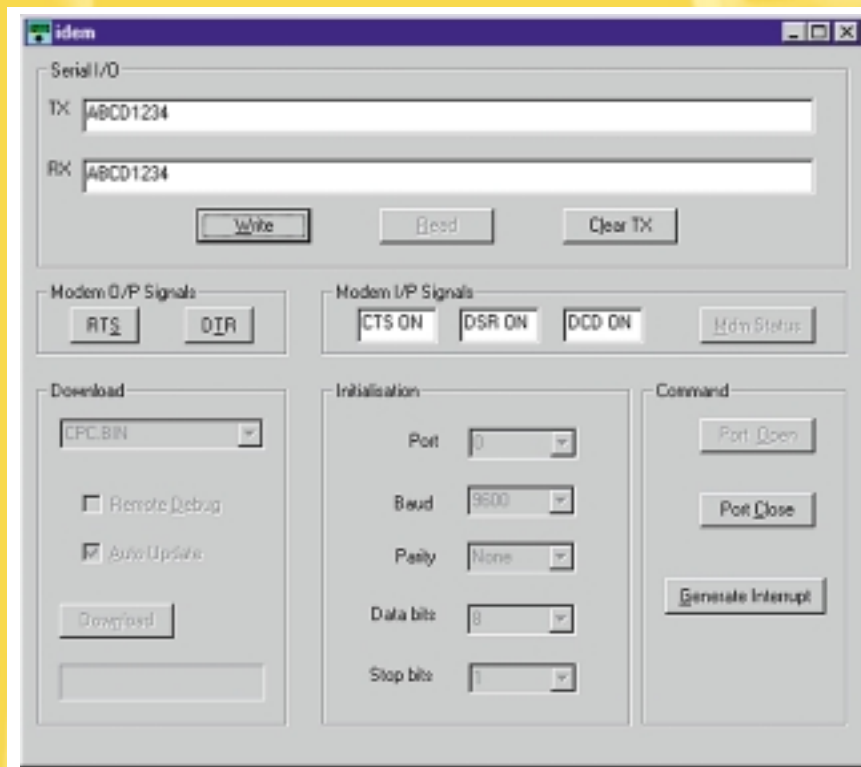 idem
Serial I/O
TX ABCD1234
RX ABCD1234
Write Read Clear TX
Modem O/P Signals
RTS DTR
Modem I/P Signals
CTS ON DSR ON DCD ON Mdm Status
Download
CPC.BIN
Remote Debug
Auto Update
Download
Initialisation
Port 0
Baud 9600
Parity None
Data bits 8
Stop bits 1
Command
Port Open
Port Close
Generate Interrupt